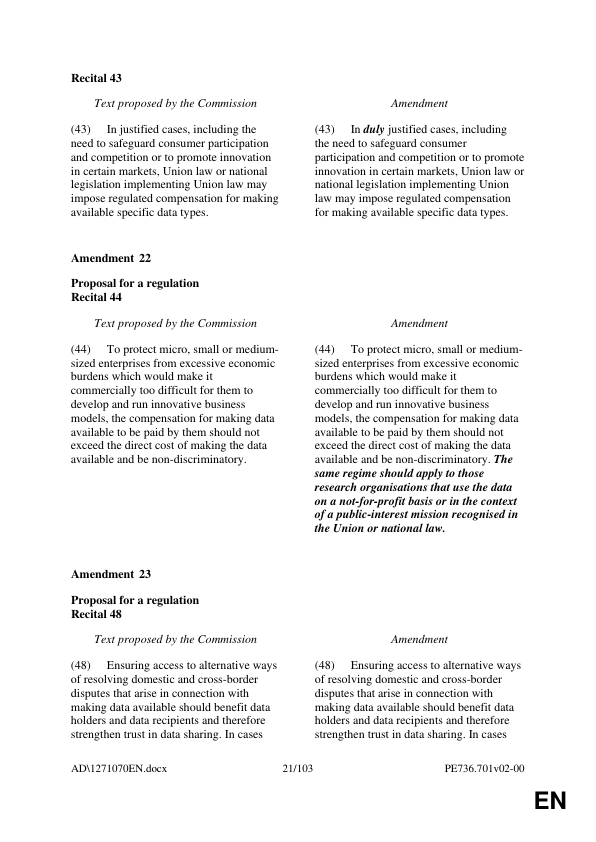 Recital 43
Text proposed by the Commission
Amendment
(43) In justified cases, including the
need to safeguard consumer participation
and competition or to promote innovation
in certain markets, Union law or national
legislation implementing Union law may
impose regulated compensation for making
available specific data types.
(43) In duly justified cases, including
the need to safeguard consumer
participation and competition or to promote
innovation in certain markets, Union law or
national legislation implementing Union
law may impose regulated compensation
for making available specific data types.
Amendment 22
Proposal for a regulation
Recital 44
Text proposed by the Commission
Amendment
(44) To protect micro, small or medium-
sized enterprises from excessive economic
burdens which would make it
commercially too difficult for them to
develop and run innovative business
models, the compensation for making data
available to be paid by them should not
exceed the direct cost of making the data
available and be non-discriminatory.
(44) To protect micro, small or medium-
sized enterprises from excessive economic
burdens which would make it
commercially too difficult for them to
develop and run innovative business
models, the compensation for making data
available to be paid by them should not
exceed the direct cost of making the data
available and be non-discriminatory. The
same regime should apply to those
research organisations that use the data
on a not-for-profit basis or in the context
of a public-interest mission recognised in
the Union or national law.
Amendment 23
Proposal for a regulation
Recital 48
Text proposed by the Commission
Amendment
(48) Ensuring access to alternative ways
of resolving domestic and cross-border
disputes that arise in connection with
making data available should benefit data
holders and data recipients and therefore
strengthen trust in data sharing. In cases
(48) Ensuring access to alternative ways
of resolving domestic and cross-border
disputes that arise in connection with
making data available should benefit data
holders and data recipients and therefore
strengthen trust in data sharing. In cases
AD\1271070EN.docx
21/103
PE736.701v02-00
EN